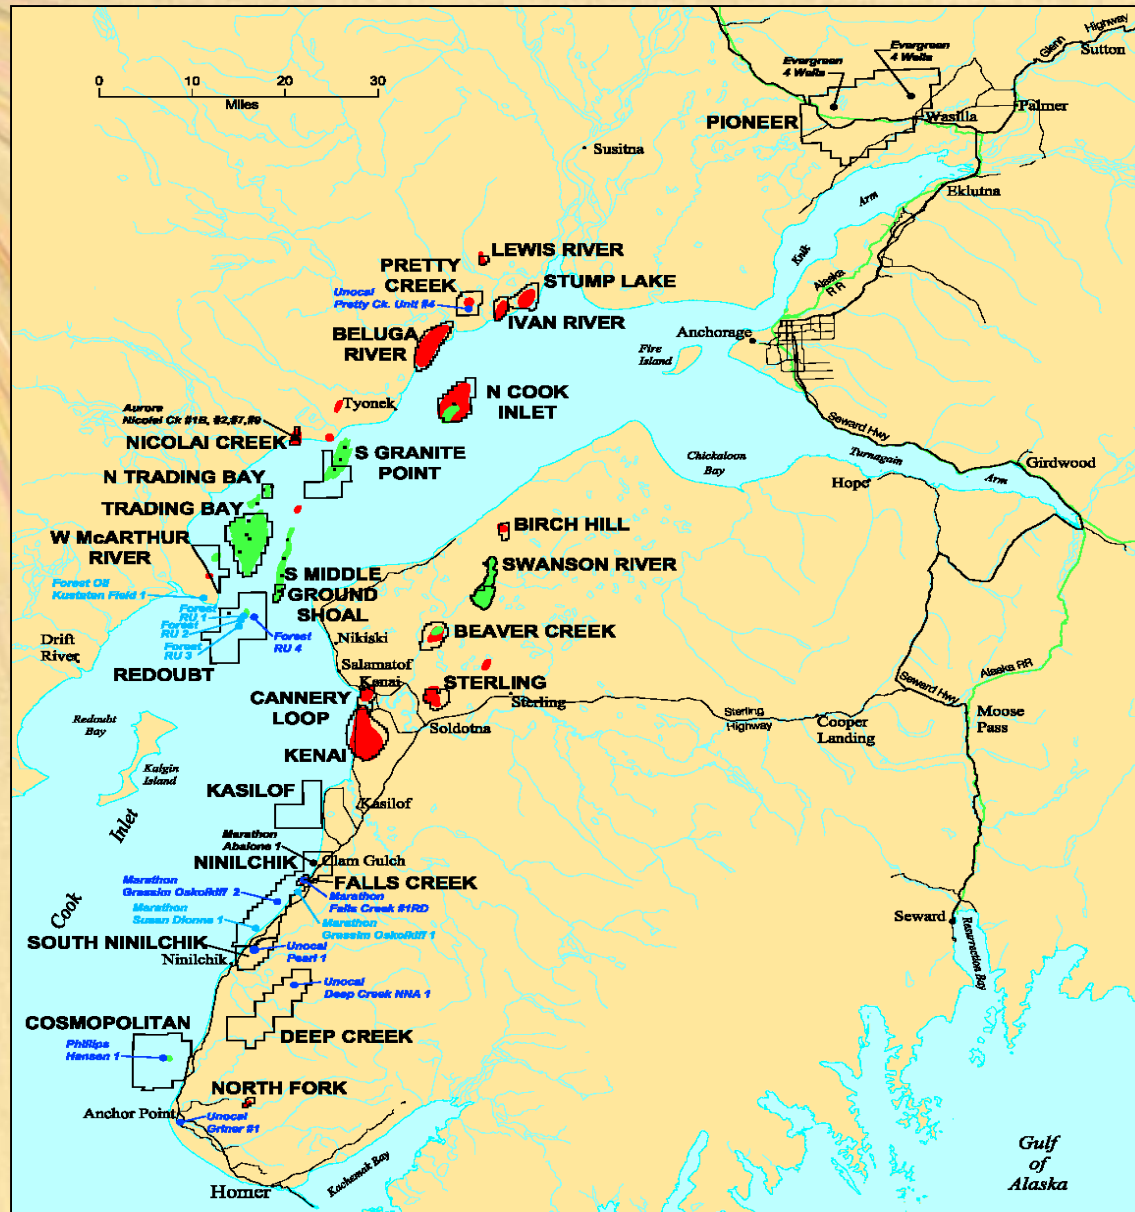 0 10 20 30
Miles
Evergreen
4 Wells
Evergreen
4 Wells
Glenn Highway
Sutton
Palmer
Wasilla
PIONEER
Susitna
Eklutna
Knik Arm
Alaska
RR
LEWIS RIVER
PRETTY
CREEK
STUMP LAKE
Unocal
Pretty Ck. Unit #4
IVAN RIVER
BELUGA
RIVER
Anchorage
Fire
Island
N COOK
INLET
Tyonek
Aurora
Nicolai Ck #1B, #2,#7,#9
NICOLAI CREEK
S GRANITE
POINT
Seward Hwy
Turnagain Arm
Girdwood
Chickaloon
Bay
Hope
N TRADING BAY
TRADING BAY
W McARTHUR
RIVER
BIRCH HILL
SWANSON RIVER
S MIDDLE
GROUND
SHOAL
Forest Oil
Kustatan Field 1
Forest
RU 1
Forest
RU 2
Forest
RU 3
Forest
RU 4
BEAVER CREEK
Drift
River
Nikiski
REDOUBT
Salamatof
Kenai
STERLING
Sterling
CANNERY
LOOP
Soldotna
Sterling
Highway
Seward Hwy
Alaska RR
Cooper
Landing
Moose
Pass
Redoubt
Bay
Kalgin
Island
KENAI
KASILOF
Kasilof
Cook Inlet
Marathon
Abalone 1
NINILCHIK
Clam Gulch
FALLS CREEK
Marathon
Grassim Oskolkiff 2
Marathon
Falls Creek #1RD
Marathon
Susan Dionne 1
Marathon
Grassim Oskolkiff 1
SOUTH NINILCHIK
Ninilchik
Unocal
Pearl 1
Seward
Resurrection Bay
Unocal
Deep Creek NNA 1
COSMOPOLITAN
DEEP CREEK
Phillips
Hansen 1
NORTH FORK
Anchor Point
Unocal
Griner #1
Homer
Kachemak Bay
Gulf
of
Alaska